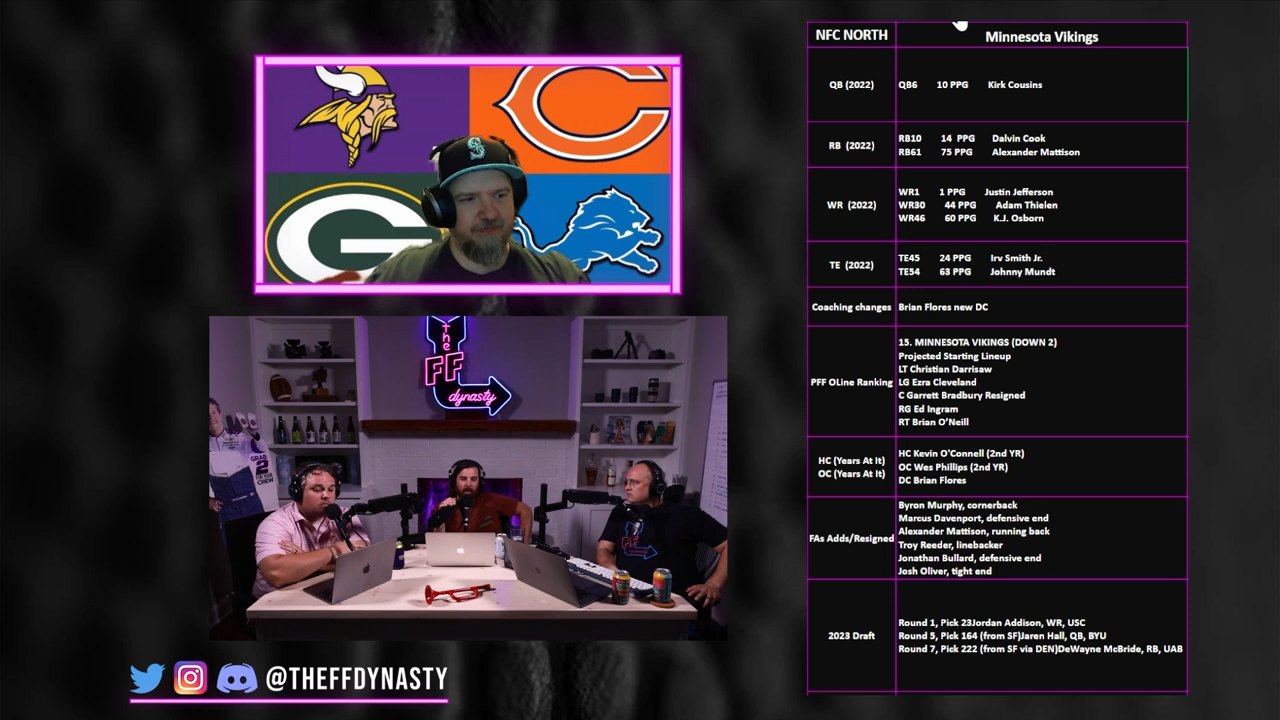 the
FF
dynasty
GRAB
2
FOR YOUR
CREW
@THEFFDYNASTY
NFC NORTH Minnesota Vikings
QB (2022) QB6 10 PPG Kirk Cousins
RB (2022)
RB10 14 PPG Dalvin Cook
RB61 75 PPG Alexander Mattison
WR (2022)
WR1 1 PPG Justin Jefferson
WR30 44 PPG Adam Thielen
WR46 60 PPG K.J. Osborn
TE (2022)
TE45 24 PPG Irv Smith Jr.
TE54 63 PPG Johnny Mundt
Coaching changes Brian Flores new DC
PFF OLine Ranking
15. MINNESOTA VIKINGS (DOWN 2)
Projected Starting Lineup
LT Christian Darrisaw
LG Ezra Cleveland
C Garrett Bradbury Resigned
RG Ed Ingram
RT Brian O'Neill
HC (Years At It)
OC (Years At It)
HC Kevin O'Connell (2nd YR)
OC Wes Phillips (2nd YR)
DC Brian Flores
FAs Adds/Resigned
Byron Murphy, cornerback
Marcus Davenport, defensive end
Alexander Mattison, running back
Troy Reeder, linebacker
Jonathan Bullard, defensive end
Josh Oliver, tight end
2023 Draft
Round 1, Pick 23Jordan Addison, WR, USC
Round 5, Pick 164 (from SF)Jaren Hall, QB, BYU
Round 7, Pick 222 (from SF via DEN)DeWayne McBride, RB, UAB